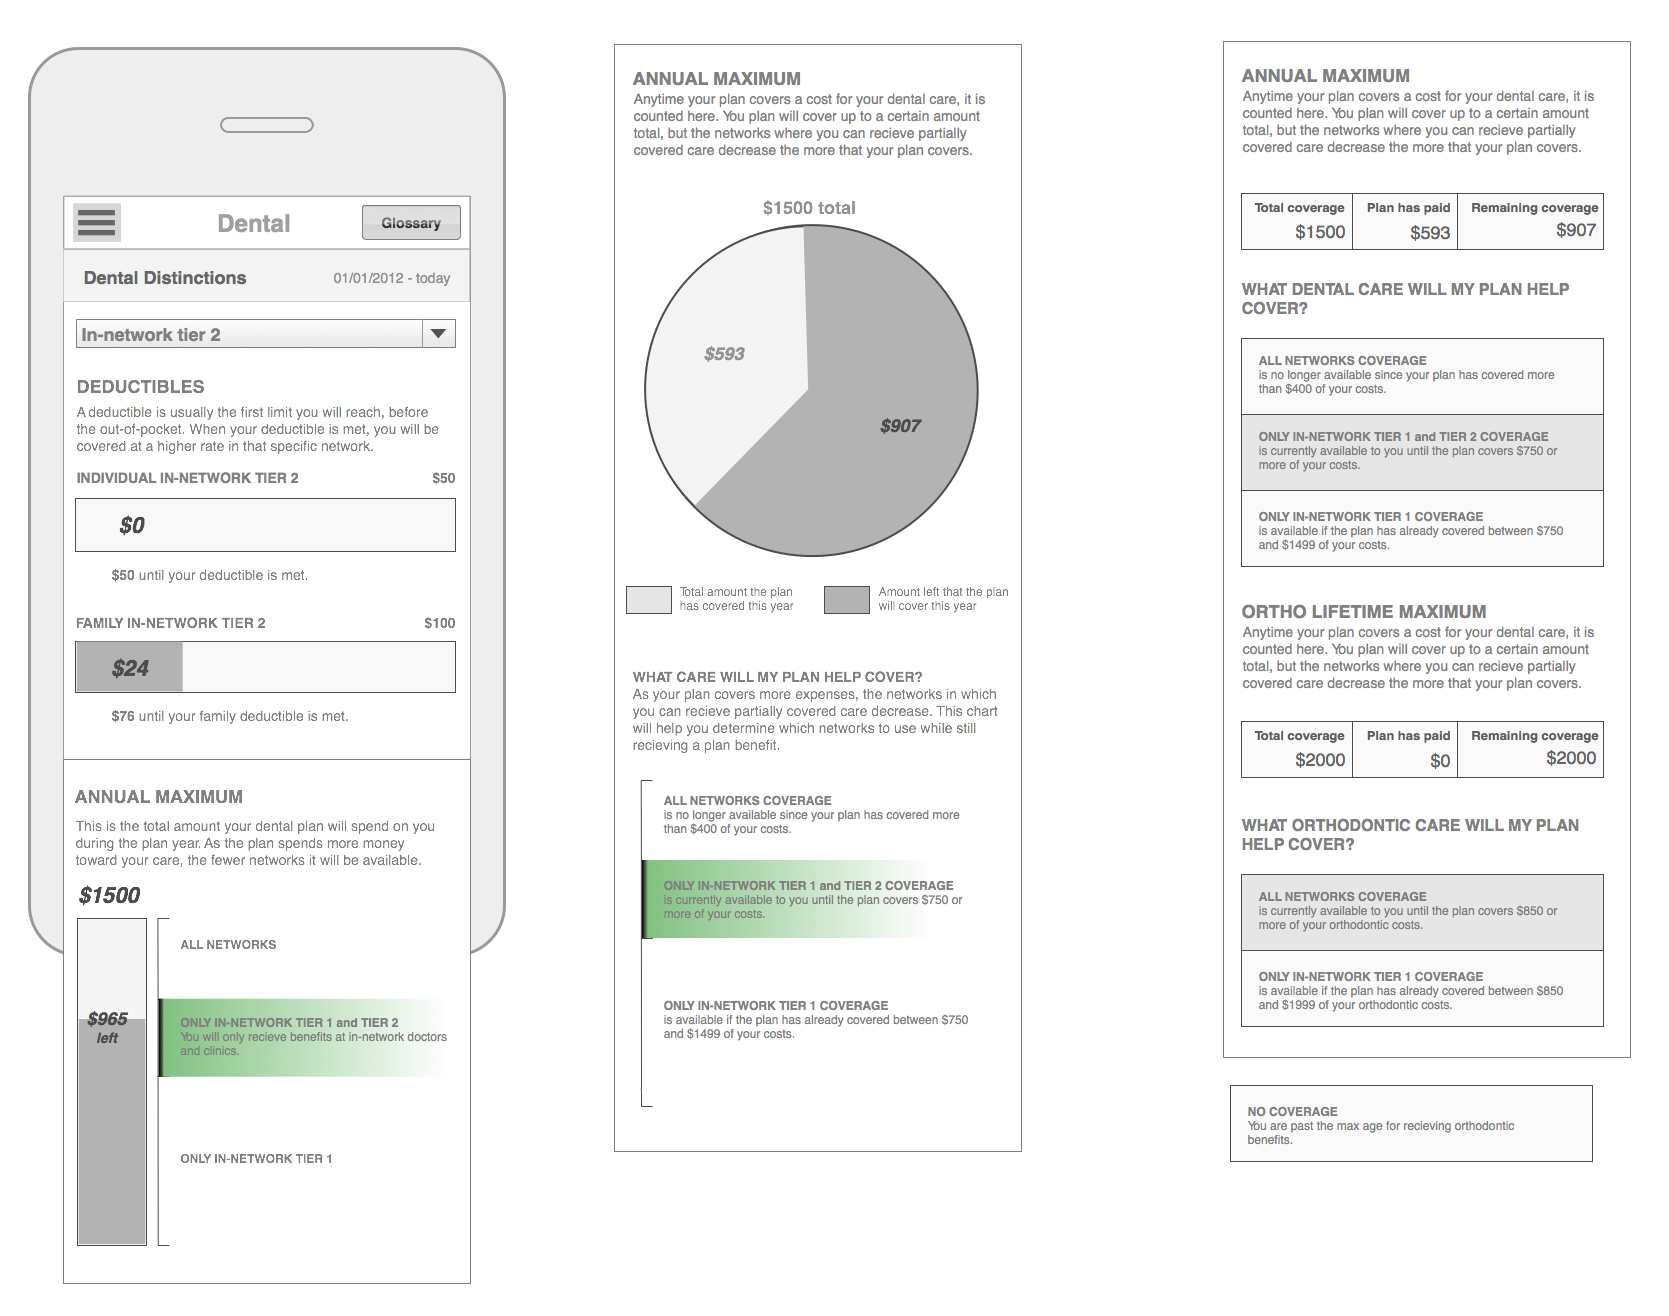 Dental
Glossary
Dental Distinctions
01/01/2012 - today
In-network tier 2
DEDUCTIBLES
A deductible is usually the first limit you will reach, before
the out-of-pocket. When your deductible is met, you will be
covered at a higher rate in that specific network.
INDIVIDUAL IN-NETWORK TIER 2
$50
$0
$50 until your deductible is met.
FAMILY IN-NETWORK TIER 2
$100
$24
$76 until your family deductible is met.
ANNUAL MAXIMUM
This is the total amount your dental plan will spend on you
during the plan year. As the plan spends more money
toward your care, the fewer networks it will be available.
$1500
$965
left
ALL NETWORKS
ONLY IN-NETWORK TIER 1 and TIER 2
You will only recieve benefits at in-network doctors
and clinics.
ONLY IN-NETWORK TIER 1
ANNUAL MAXIMUM
Anytime your plan covers a cost for your dental care, it is
counted here. You plan will cover up to a certain amount
total, but the networks where you can recieve partially
covered care decrease the more that your plan covers.
$1500 total
$593
$907
Total amount the plan
has covered this year
Amount left that the plan
will cover this year
WHAT CARE WILL MY PLAN HELP COVER?
As your plan covers more expenses, the networks in which
you can recieve partially covered care decrease. This chart
will help you determine which networks to use while still
recieving a plan benefit.
ALL NETWORKS COVERAGE
is no longer available since your plan has covered more
than $400 of your costs.
ONLY IN-NETWORK TIER 1 and TIER 2 COVERAGE
is currently available to you until the plan covers $750 or
more of your costs.
ONLY IN-NETWORK TIER 1 COVERAGE
is available if the plan has already covered between $750
and $1499 of your costs.
ANNUAL MAXIMUM
Anytime your plan covers a cost for your dental care, it is
counted here. You plan will cover up to a certain amount
total, but the networks where you can recieve partially
covered care decrease the more that your plan covers.
Total coverage
$1500
Plan has paid
$593
Remaining coverage
$907
WHAT DENTAL CARE WILL MY PLAN HELP
COVER?
ALL NETWORKS COVERAGE
is no longer available since your plan has covered more
than $400 of your costs.
ONLY IN-NETWORK TIER 1 and TIER 2 COVERAGE
is currently available to you until the plan covers $750 or
more of your costs.
ONLY IN-NETWORK TIER 1 COVERAGE
is available if the plan has already covered between $750
and $1499 of your costs.
ORTHO LIFETIME MAXIMUM
Anytime your plan covers a cost for your dental care, it is
counted here. You plan will cover up to a certain amount
total, but the networks where you can recieve partially
covered care decrease the more that your plan covers.
Total coverage
$2000
Plan has paid
$0
Remaining coverage
$2000
WHAT ORTHODONTIC CARE WILL MY PLAN
HELP COVER?
ALL NETWORKS COVERAGE
is currently available to you until the plan covers $850 or
more of your orthodontic costs.
ONLY IN-NETWORK TIER 1 COVERAGE
is available if the plan has already covered between $850
and $1999 of your orthodontic costs.
NO COVERAGE
You are past the max age for recieving orthodontic
benefits.